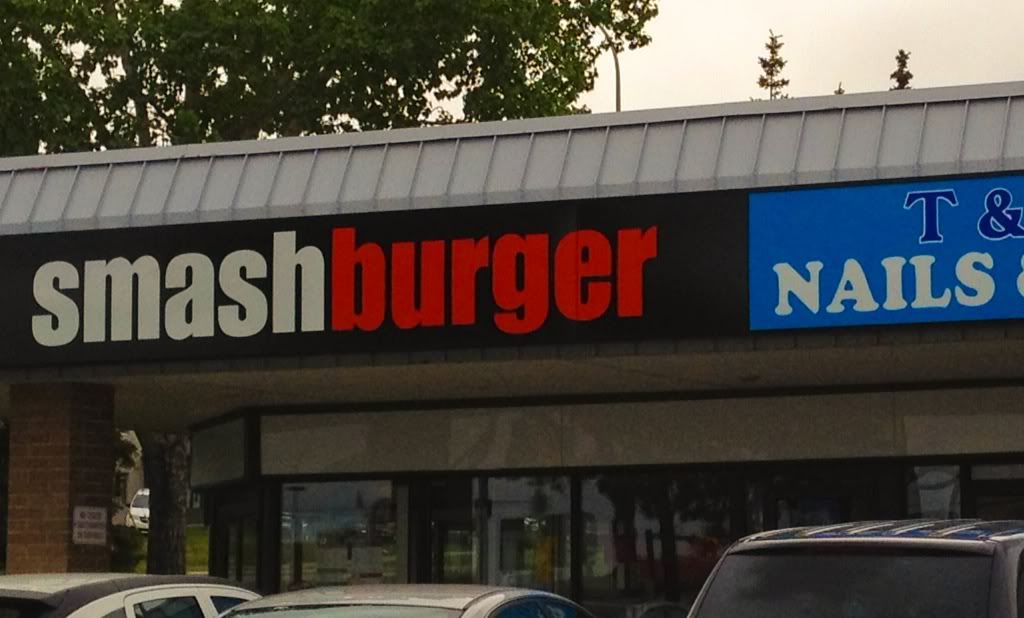 smashburger
T &
NAILS &